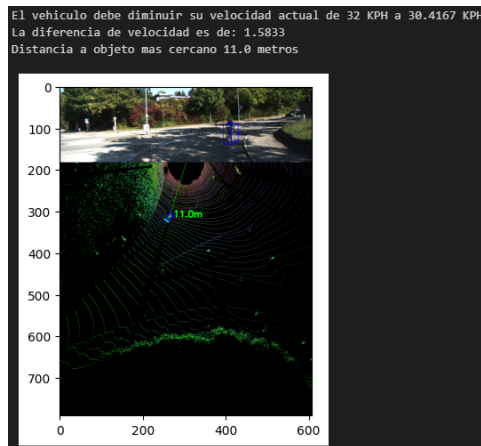 El vehiculo debe diminuir su velocidad actual de 32 KPH a 30.4167 KPH
La diferencia de velocidad es de: 1.5833
Distancia a objeto mas cercano 11.0 metros
0
100
200
300
11.0m
400
500
600
700
0 200 400 600